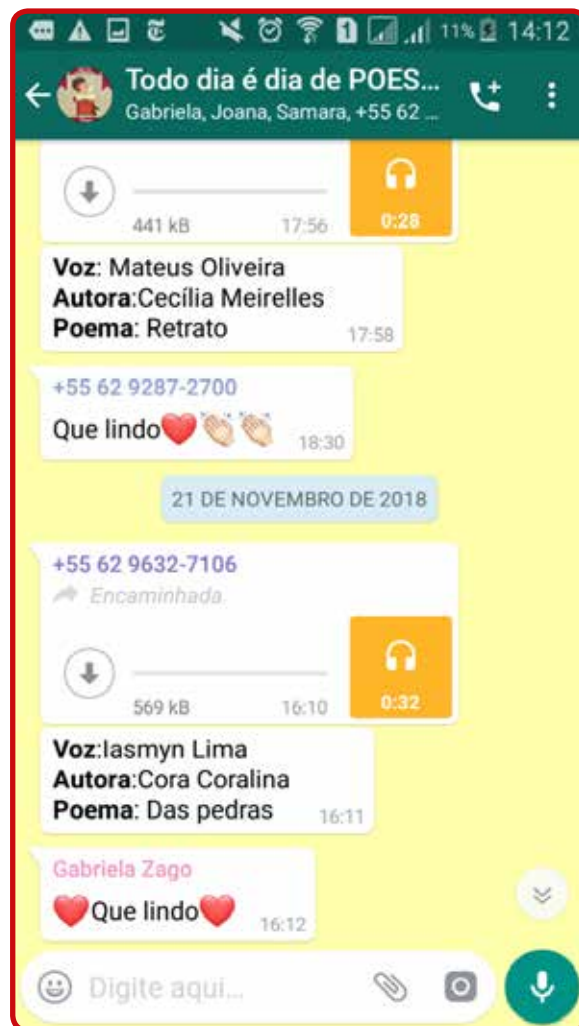 11% 14:12
Todo dia é dia de POES...
Gabriela, Joana, Samara, +55 62 ...
441 kB 17:56 0:28
Voz: Mateus Oliveira
Autora:Cecília Meirelles
Poema: Retrato 17:58
+55 62 9287-2700
Que lindo❤️👏🏻👏🏻 18:30
21 DE NOVEMBRO DE 2018
+55 62 9632-7106
Encaminhada
569 kB 16:10 0:32
Voz:Iasmyn Lima
Autora:Cora Coralina
Poema: Das pedras 16:11
Gabriela Zago
❤️Que lindo❤️ 16:12
Digite aqui...